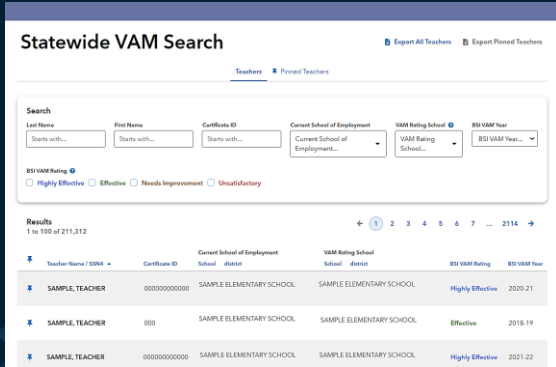 Statewide VAM Search
Export All Teachers Export Pinned Teachers
Teachers Pinned Teachers
Search
Last Name First Name Certificate ID Current School of Employment VAM Rating School BSI VAM Year
Starts with... Starts with... Starts with... Current School of Employment... VAM Rating School... BSI VAM Year...
BSI VAM Rating
Highly Effective Effective Needs Improvement Unsatisfactory
Results
1 to 100 of 211,312
← 1 2 3 4 5 6 7 ... 2114 →
Current School of Employment VAM Rating School
Teacher Name / SSN4 Certificate ID School district School district BSI VAM Rating BSI VAM Year
SAMPLE, TEACHER 000000000000 SAMPLE ELEMENTARY SCHOOL SAMPLE ELEMENTARY SCHOOL Highly Effective 2020-21
SAMPLE, TEACHER 000 SAMPLE ELEMENTARY SCHOOL SAMPLE ELEMENTARY SCHOOL Effective 2018-19
SAMPLE, TEACHER 000000000000 SAMPLE ELEMENTARY SCHOOL SAMPLE ELEMENTARY SCHOOL Highly Effective 2021-22